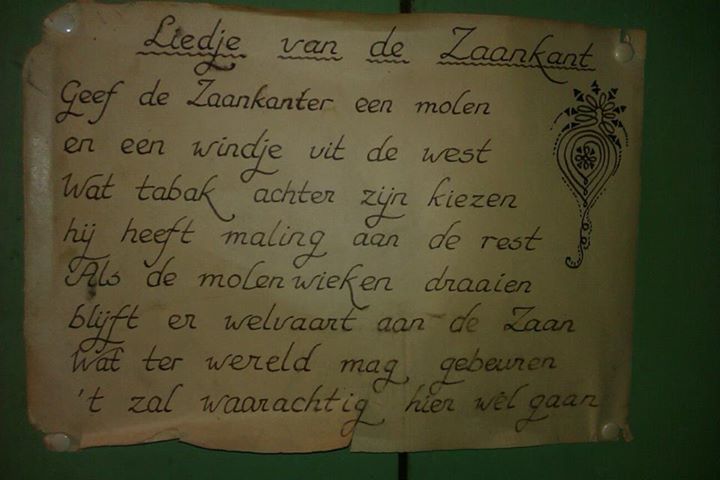 Liedje van de Zaankant
Geef de Zaankanter een molen
en een windje uit de west
Wat tabak achter zijn kiezen
hij heeft maling aan de rest
Als de molenwieken draaien
blijft er welvaart aan de Zaan
Wat ter wereld mag gebeuren
't zal waarachtig hier wèl gaan